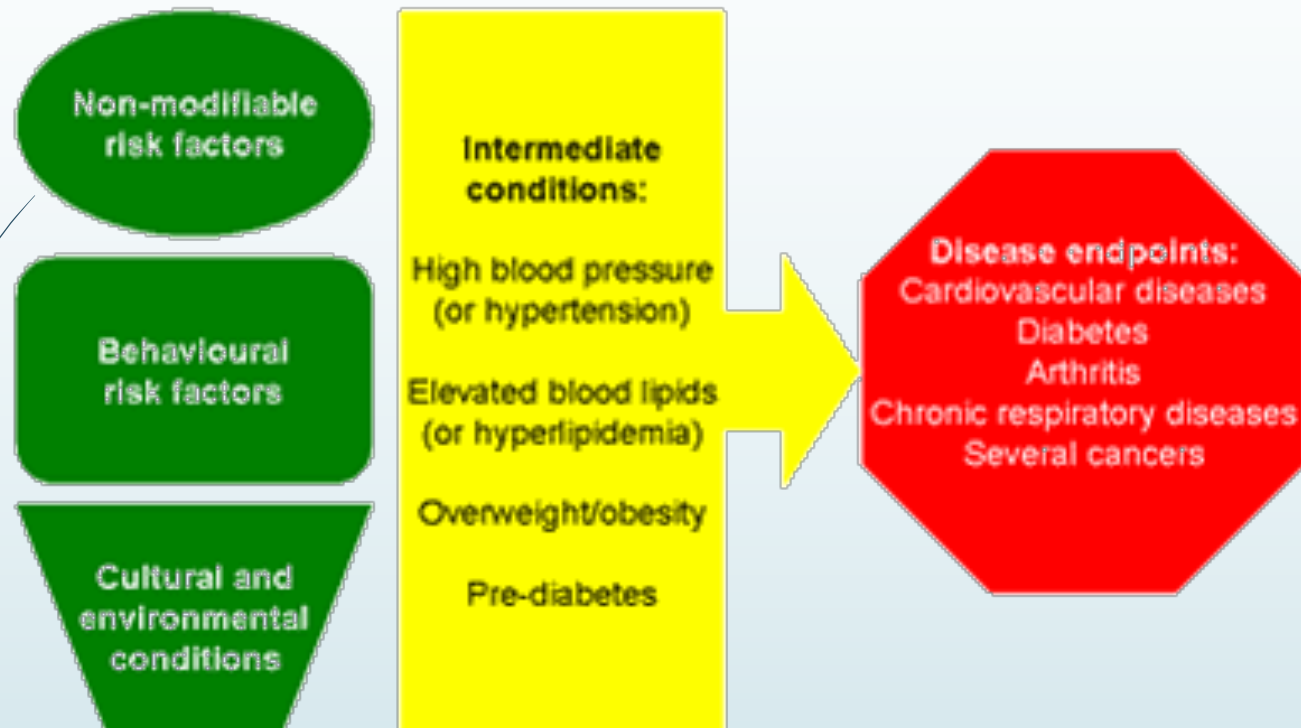 Non-modifiable
risk factors
Behavioural
risk factors
Cultural and
environmental
conditions
Intermediate
conditions:
High blood pressure
(or hypertension)
Elevated blood lipids
(or hyperlipidemia)
Overweight/obesity
Pre-diabetes
Disease endpoints:
Cardiovascular diseases
Diabetes
Arthritis
Chronic respiratory diseases
Several cancers